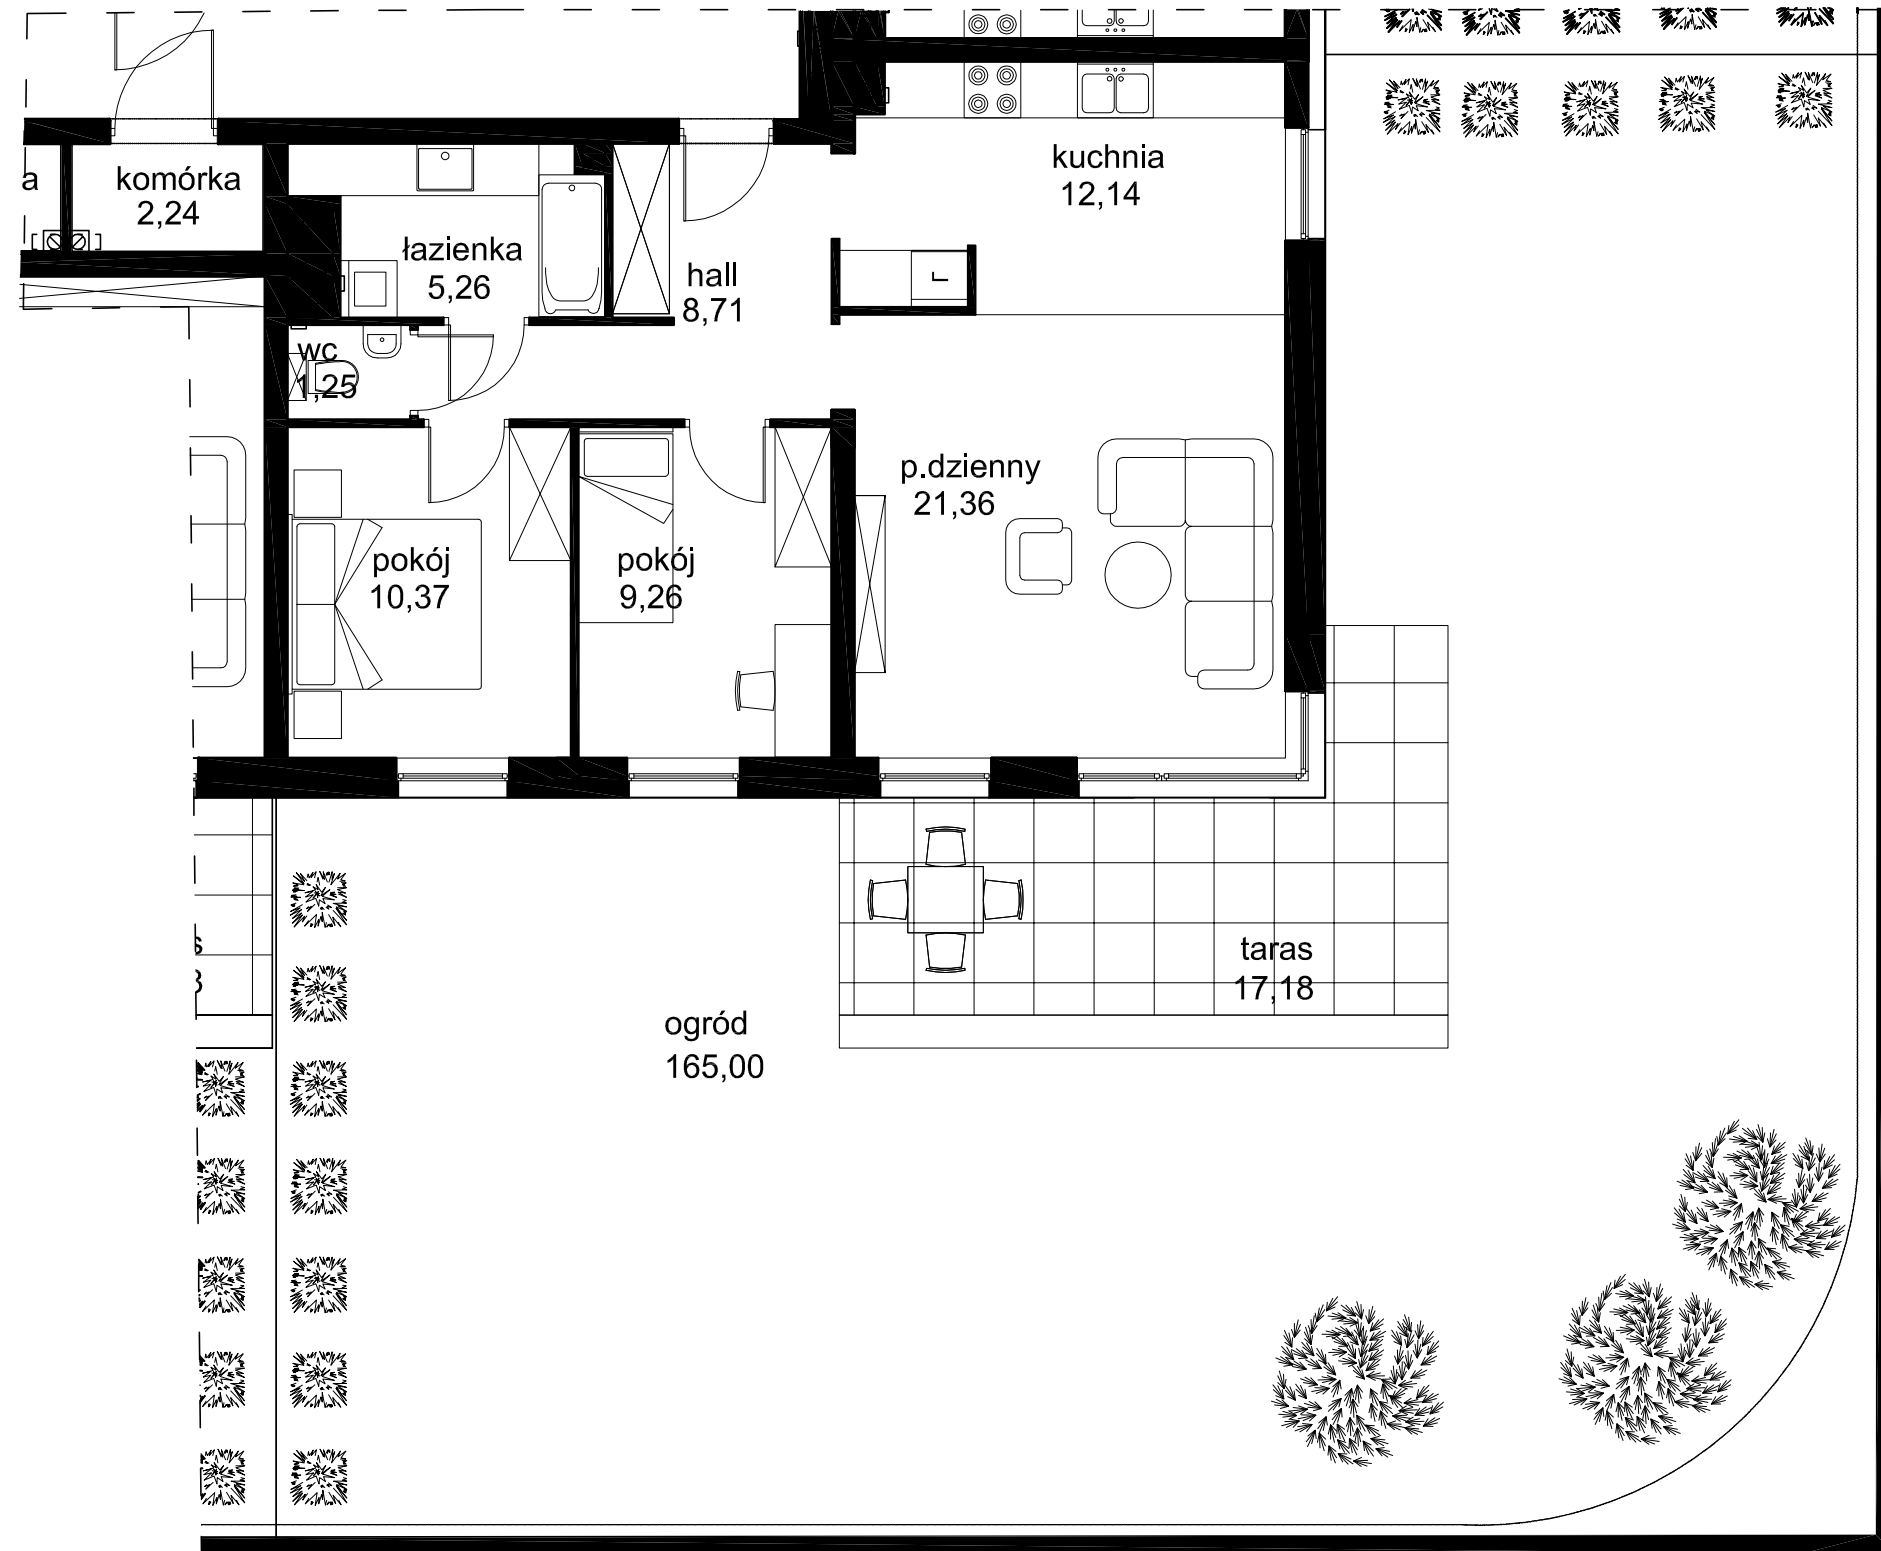 a
komórka
2,24
łazienka
5,26
hall
8,71
kuchnia
12,14
wc
1,25
p.dzienny
21,36
pokój
10,37
pokój
9,26
s
3
taras
17,18
ogród
165,00